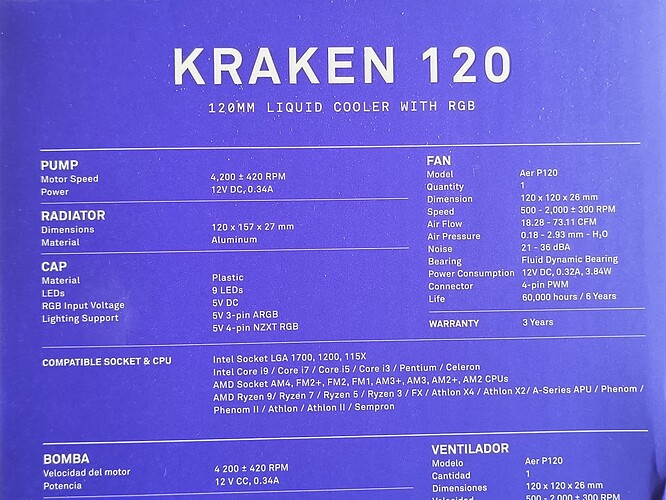 KRAKEN 120
120MM LIQUID COOLER WITH RGB
PUMP
Motor Speed 4,200 ± 420 RPM
Power 12V DC, 0.34A
RADIATOR
Dimensions 120 x 157 x 27 mm
Material Aluminum
CAP
Material Plastic
LEDs 9 LEDs
RGB Input Voltage 5V DC
Lighting Support 5V 3-pin ARGB
5V 4-pin NZXT RGB
FAN
Model Aer P120
Quantity 1
Dimension 120 x 120 x 26 mm
Speed 500 - 2,000 ± 300 RPM
Air Flow 18.28 - 73.11 CFM
Air Pressure 0.18 - 2.93 mm - H₂O
Noise 21 - 36 dBA
Bearing Fluid Dynamic Bearing
Power Consumption 12V DC, 0.32A, 3.84W
Connector 4-pin PWM
Life 60,000 hours / 6 Years
WARRANTY 3 Years
COMPATIBLE SOCKET & CPU Intel Socket LGA 1700, 1200, 115X
Intel Core i9 / Core i7 / Core i5 / Core i3 / Pentium / Celeron
AMD Socket AM4, FM2+, FM2, FM1, AM3+, AM3, AM2+, AM2 CPUs
AMD Ryzen 9/ Ryzen 7 / Ryzen 5 / Ryzen 3 / FX / Athlon X4 / Athlon X2/ A-Series APU / Phenom /
Phenom II / Athlon / Athlon II / Sempron
BOMBA
Velocidad del motor 4 200 ± 420 RPM
Potencia 12 V CC, 0.34A
VENTILADOR
Modelo Aer P120
Cantidad 1
Dimensiones 120 x 120 x 26 mm
Velocidad 500 - 2,000 ± 300 RPM